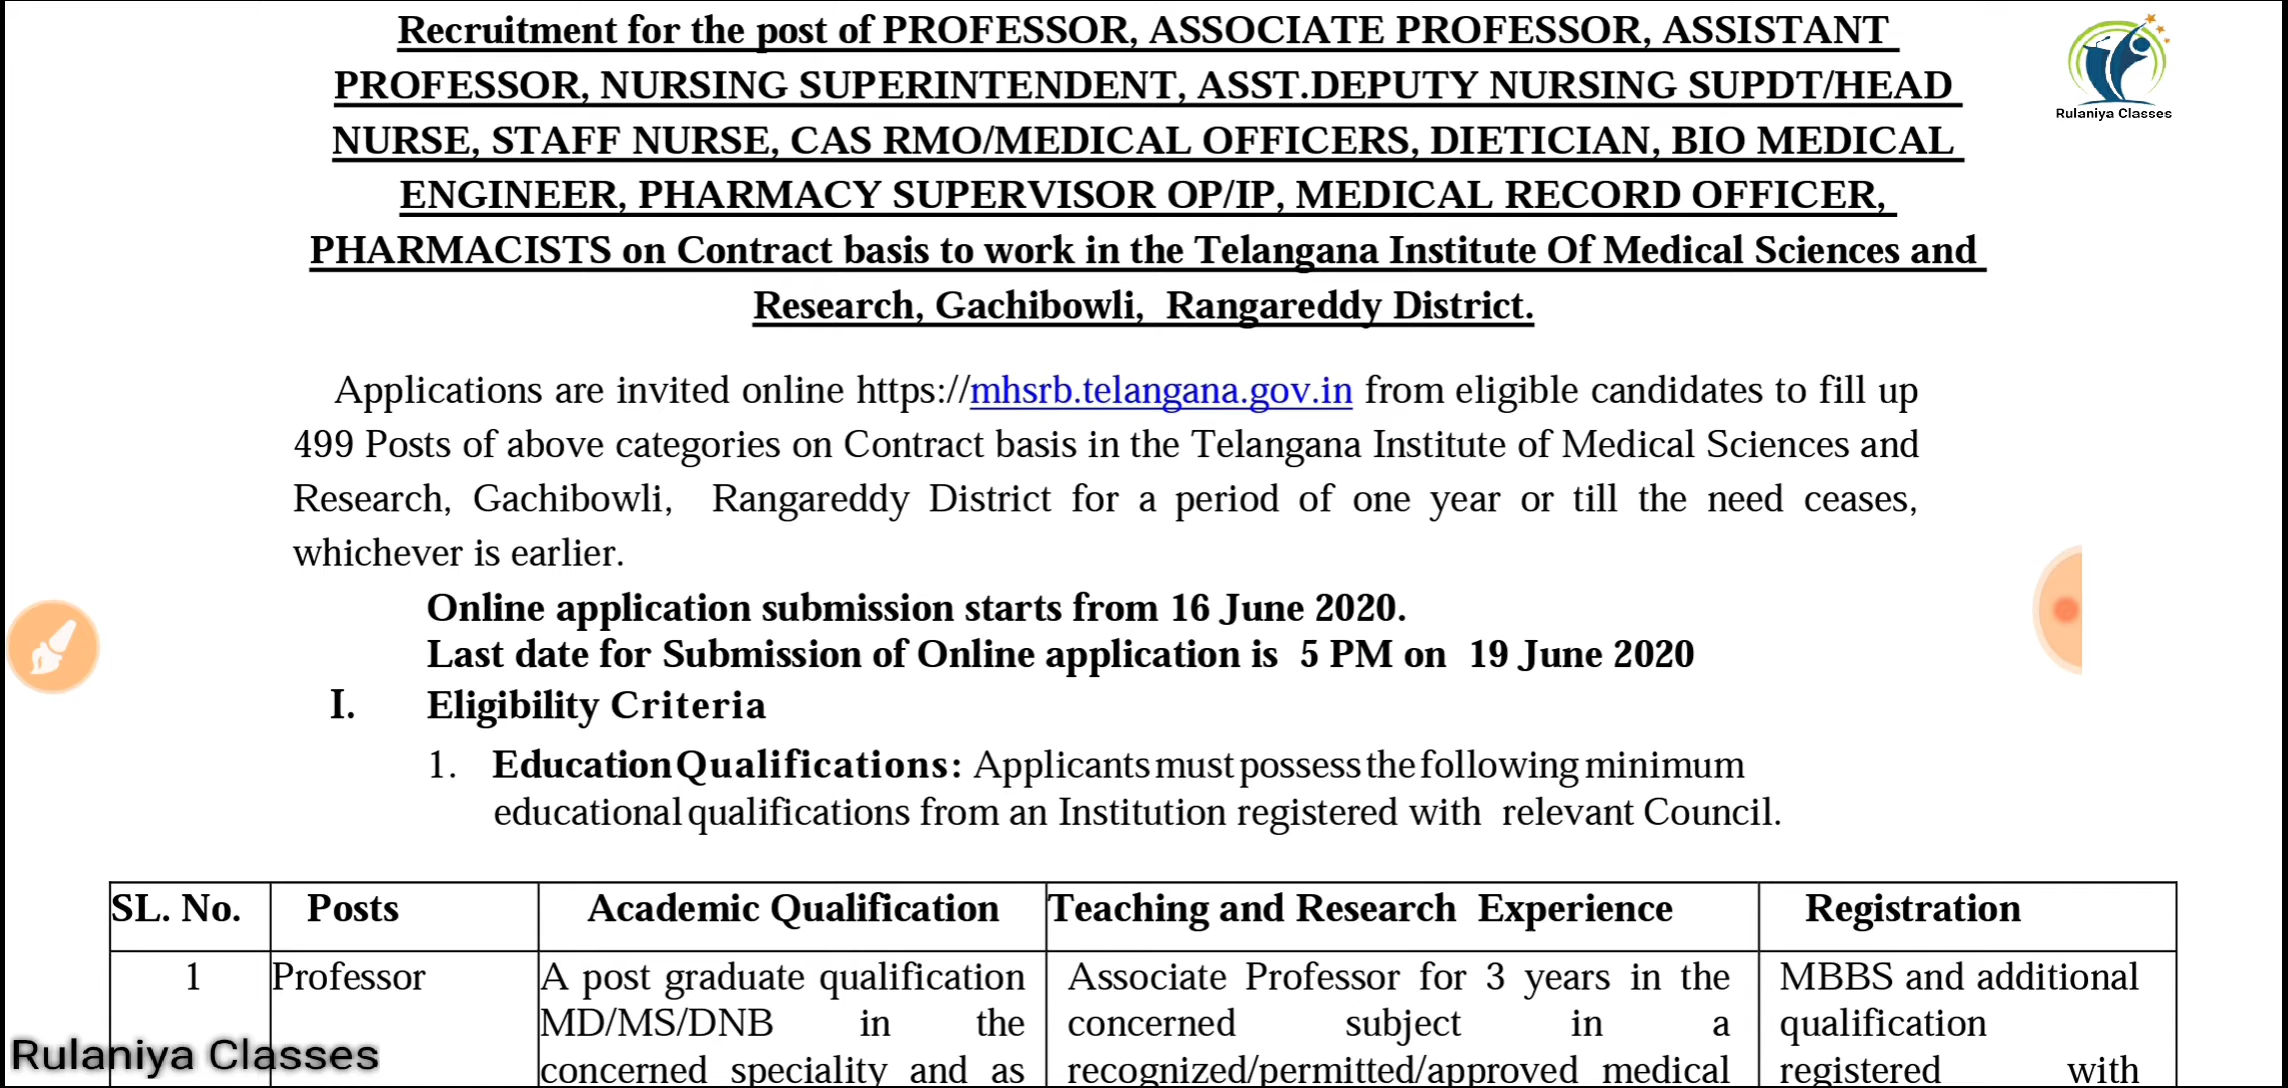 Recruitment for the post of PROFESSOR, ASSOCIATE PROFESSOR, ASSISTANT
PROFESSOR, NURSING SUPERINTENDENT, ASST.DEPUTY NURSING SUPDT/HEAD
NURSE, STAFF NURSE, CAS RMO/MEDICAL OFFICERS, DIETICIAN, BIO MEDICAL
ENGINEER, PHARMACY SUPERVISOR OP/IP, MEDICAL RECORD OFFICER,
PHARMACISTS on Contract basis to work in the Telangana Institute Of Medical Sciences and
Research, Gachibowli, Rangareddy District.
Rulaniya Classes
Applications are invited online https://mhsrb.telangana.gov.in from eligible candidates to fill up
499 Posts of above categories on Contract basis in the Telangana Institute of Medical Sciences and
Research, Gachibowli, Rangareddy District for a period of one year or till the need ceases,
whichever is earlier.
Online application submission starts from 16 June 2020.
Last date for Submission of Online application is 5 PM on 19 June 2020
I. Eligibility Criteria
1. Education Qualifications: Applicants must possess the following minimum
educational qualifications from an Institution registered with relevant Council.
SL. No. Posts Academic Qualification Teaching and Research Experience Registration
1 Professor A post graduate qualification Associate Professor for 3 years in the MBBS and additional
MD/MS/DNB in the concerned subject in a qualification
concerned speciality and as recognized/permitted/approved medical registered with
Rulaniya Classes